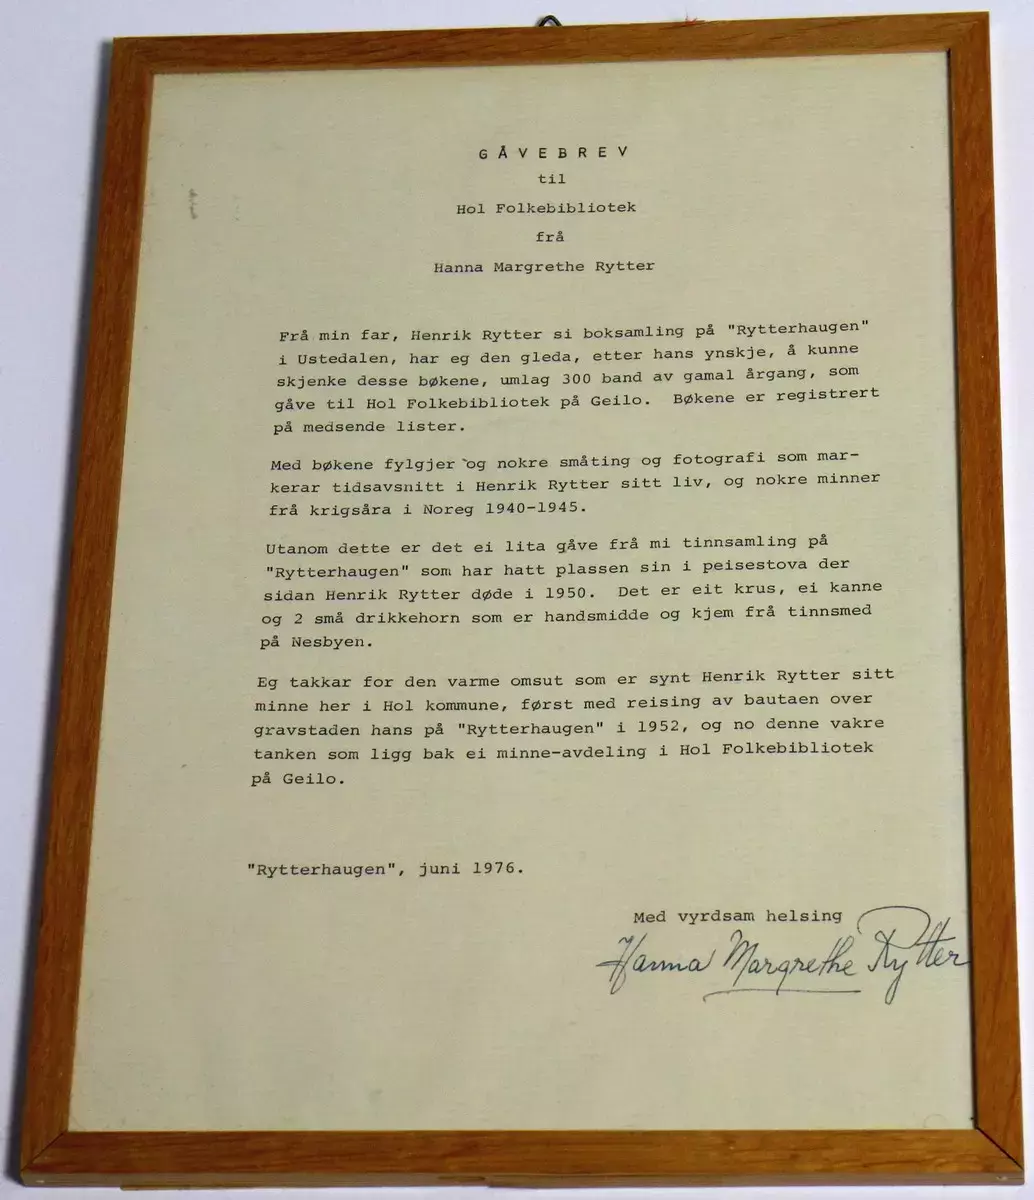 GÅVEBREV
til
Hol Folkebibliotek
frå
Hanna Margrethe Rytter
Frå min far, Henrik Rytter si boksamling på "Rytterhaugen"
i Ustedalen, har eg den gleda, etter hans ynskje, å kunne
skjenke desse bøkene, umlag 300 band av gamal årgang, som
gåve til Hol Folkebibliotek på Geilo. Bøkene er registrert
på medsende lister.
Med bøkene fylgjer og nokre småting og fotografi som mar-
kerar tidsavsnitt i Henrik Rytter sitt liv, og nokre minner
frå krigsåra i Noreg 1940-1945.
Utanom dette er det ei lita gåve frå mi tinnsamling på
"Rytterhaugen" som har hatt plassen sin i peisestova der
sidan Henrik Rytter døde i 1950. Det er eit krus, ei kanne
og 2 små drikkehorn som er handsmidde og kjem frå tinnsmed
på Nesbyen.
Eg takkar for den varme omsut som er synt Henrik Rytter sitt
minne her i Hol kommune, først med reising av bautaen over
gravstaden hans på "Rytterhaugen" i 1952, og no denne vakre
tanken som ligg bak ei minne-avdeling i Hol Folkebibliotek
på Geilo.
"Rytterhaugen", juni 1976.
Med vyrdsam helsing
Hanna Margrethe Rytter